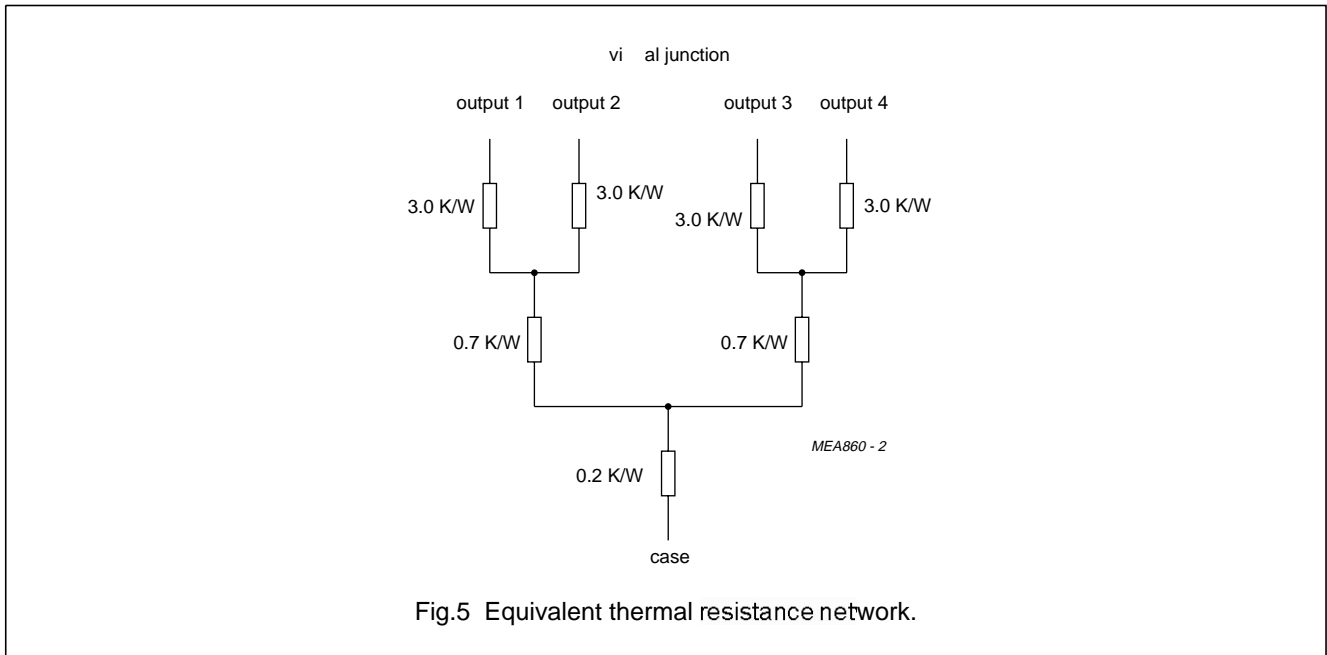 vi al junction
output 1 output 2 output 3 output 4
3.0 K/W 3.0 K/W 3.0 K/W 3.0 K/W
0.7 K/W 0.7 K/W
MEA860 - 2
0.2 K/W
case
Fig.5 Equivalent thermal resistance network.